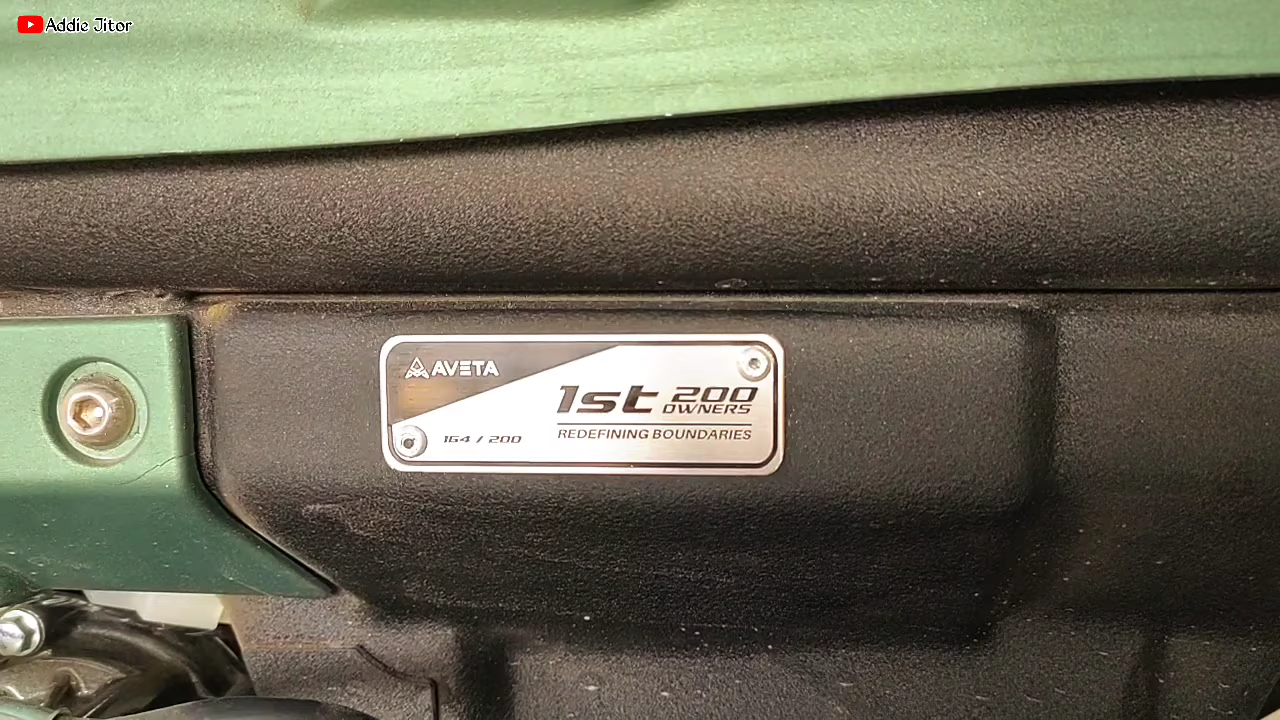 Addie Jitor
AVETA
1st 200
OWNERS
164 / 200
REDEFINING BOUNDARIES